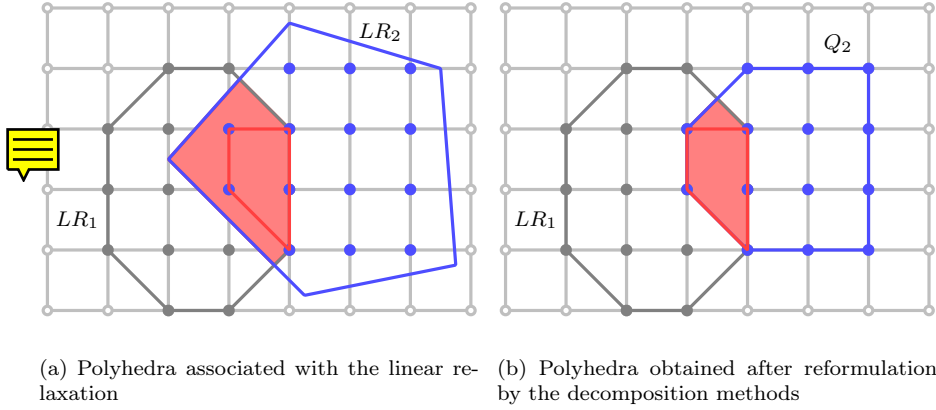 LR2
Q2
LR1
LR1
(a) Polyhedra associated with the linear re-
laxation
(b) Polyhedra obtained after reformulation
by the decomposition methods